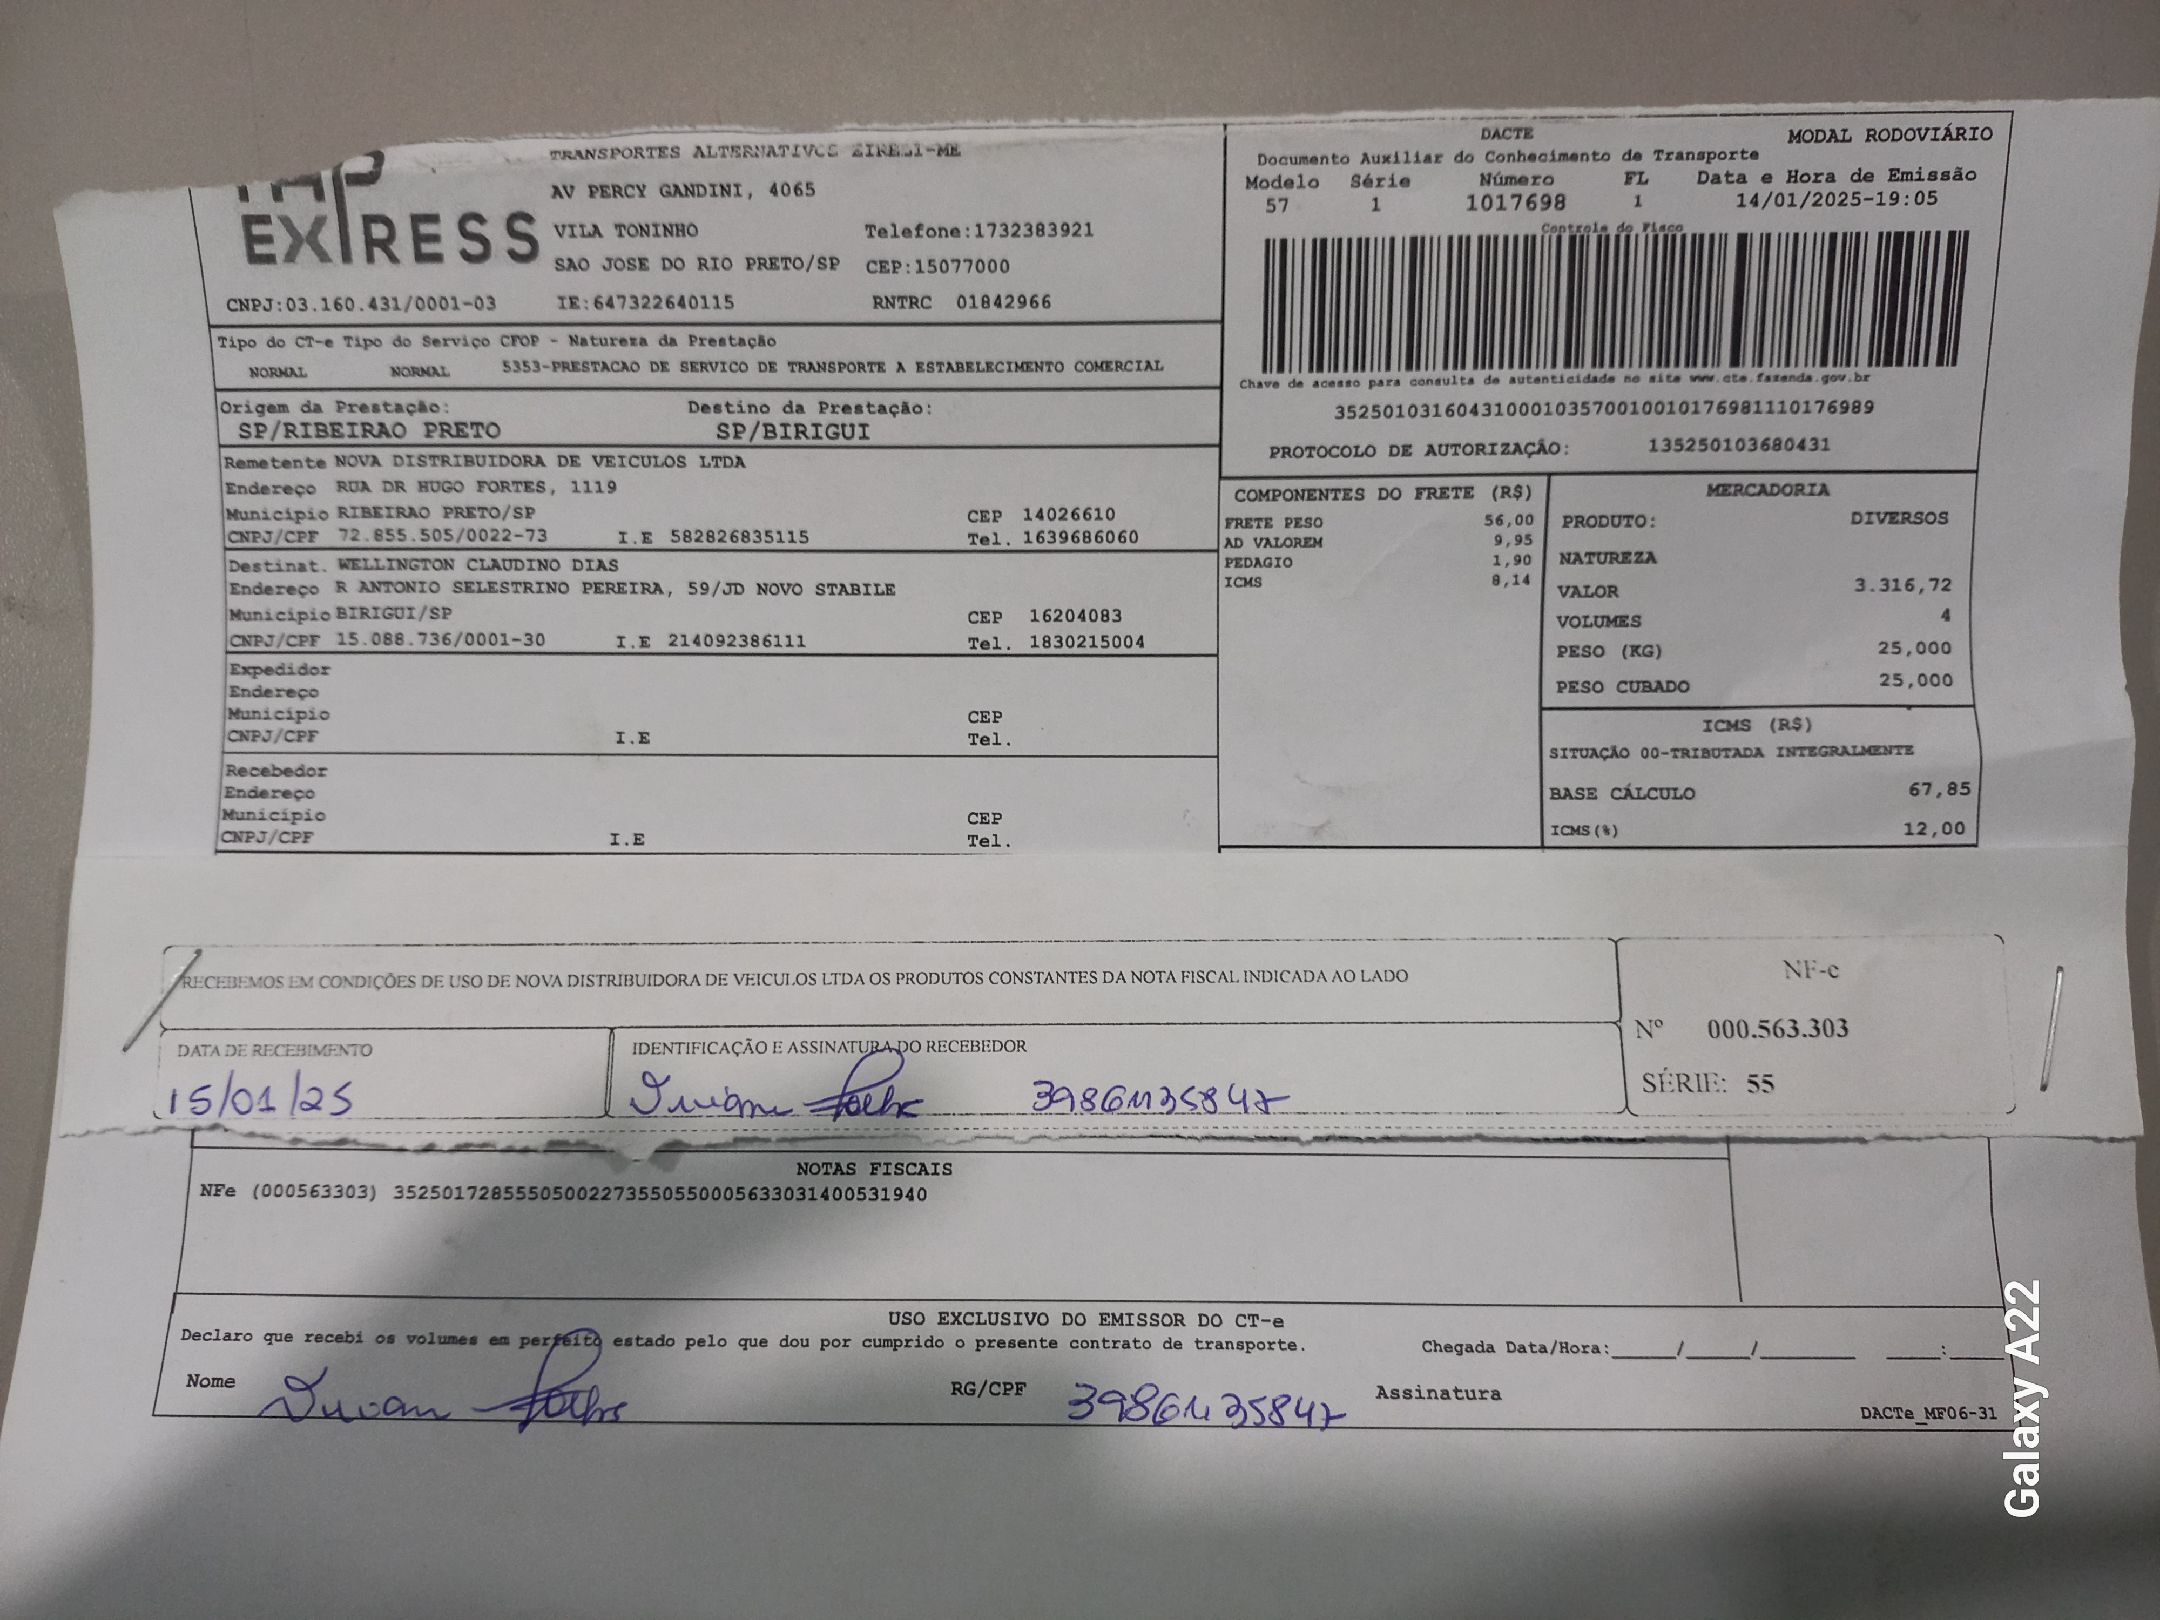 TRANSPORTES ALTERNATIVOS EIRELI-ME
AV PERCY GANDINI, 4065
EXPRESS
VILA TONINHO Telefone:1732383921
SAO JOSE DO RIO PRETO/SP CEP:15077000
CNPJ:03.160.431/0001-03 IE:647322640115 RNTRC 01842966
DACTE MODAL RODOVIÁRIO
Documento Auxiliar do Conhecimento de Transporte
Modelo Série Número FL Data e Hora de Emissão
57 1 1017698 1 14/01/2025-19:05
Controle do Fisco
Chave de acesso para consulta de autenticidade no site www.cte.fazenda.gov.br
35250103160431000103570010010176981110176989
PROTOCOLO DE AUTORIZAÇÃO: 135250103680431
Tipo do CT-e Tipo do Serviço CFOP - Natureza da Prestação
NORMAL NORMAL 5353-PRESTACAO DE SERVICO DE TRANSPORTE A ESTABELECIMENTO COMERCIAL
Origem da Prestação: Destino da Prestação:
SP/RIBEIRAO PRETO SP/BIRIGUI
Remetente NOVA DISTRIBUIDORA DE VEICULOS LTDA
Endereço RUA DR HUGO FORTES, 1119
Município RIBEIRAO PRETO/SP CEP 14026610
CNPJ/CPF 72.855.505/0022-73 I.E 582826835115 Tel. 1639686060
Destinat. WELLINGTON CLAUDINO DIAS
Endereço R ANTONIO SELESTRINO PEREIRA, 59/JD NOVO STABILE
Município BIRIGUI/SP CEP 16204083
CNPJ/CPF 15.088.736/0001-30 I.E 214092386111 Tel. 1830215004
Expedidor
Endereço
Município CEP
CNPJ/CPF I.E Tel.
Recebedor
Endereço
Município CEP
CNPJ/CPF I.E Tel.
COMPONENTES DO FRETE (R$)
FRETE PESO 56,00
AD VALOREM 9,95
PEDAGIO 1,90
ICMS 8,14
MERCADORIA
PRODUTO: DIVERSOS
NATUREZA
VALOR 3.316,72
VOLUMES 4
PESO (KG) 25,000
PESO CUBADO 25,000
ICMS (R$)
SITUAÇÃO 00-TRIBUTADA INTEGRALMENTE
BASE CÁLCULO 67,85
ICMS(%) 12,00
RECEBEMOS EM CONDIÇÕES DE USO DE NOVA DISTRIBUIDORA DE VEICULOS LTDA OS PRODUTOS CONSTANTES DA NOTA FISCAL INDICADA AO LADO
DATA DE RECEBIMENTO IDENTIFICAÇÃO E ASSINATURA DO RECEBEDOR
15/01/25 39861135847
NF-e
Nº 000.563.303
SÉRIE: 55
NOTAS FISCAIS
NFe (000563303) 35250172855505002273550550005633031400531940
USO EXCLUSIVO DO EMISSOR DO CT-e
Declaro que recebi os volumes em perfeito estado pelo que dou por cumprido o presente contrato de transporte. Chegada Data/Hora:____/____/______ ___:___
Nome RG/CPF 39861135847 Assinatura
DACTe_MF06-31
Galaxy A22